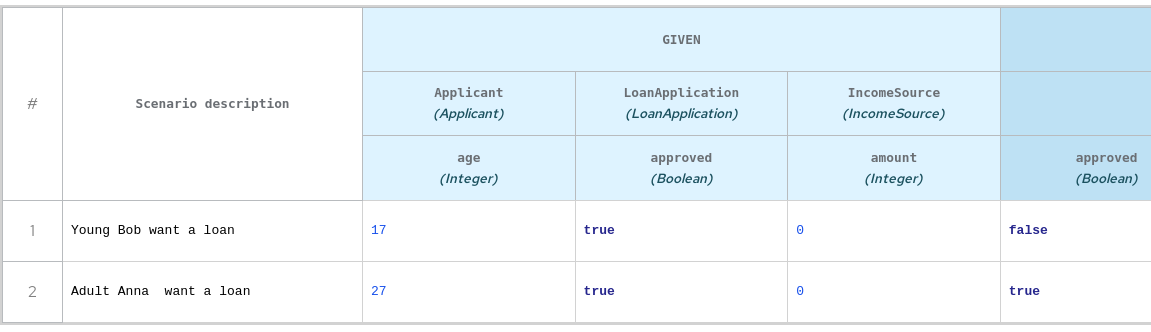 GIVEN
# Scenario description
Applicant LoanApplication IncomeSource
(Applicant) (LoanApplication) (IncomeSource)
age approved amount approved
(Integer) (Boolean) (Integer) (Boolean)
1 Young Bob want a loan 17 true 0 false
2 Adult Anna  want a loan 27 true 0 true